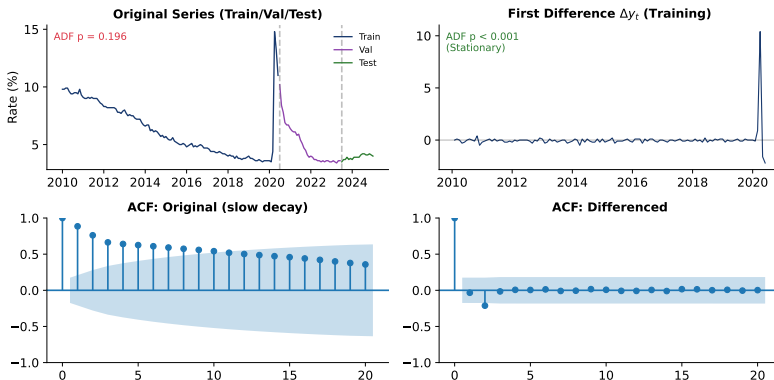 Original Series (Train/Val/Test)
ADF p = 0.196
Train
Val
Test
Rate (%)
15
10
5
2010 2012 2014 2016 2018 2020 2022 2024
First Difference Δy_t (Training)
ADF p < 0.001
(Stationary)
10
5
0
2010 2012 2014 2016 2018 2020
ACF: Original (slow decay)
1.0
0.5
0.0
−0.5
−1.0
0 5 10 15 20
ACF: Differenced
1.0
0.5
0.0
−0.5
−1.0
0 5 10 15 20